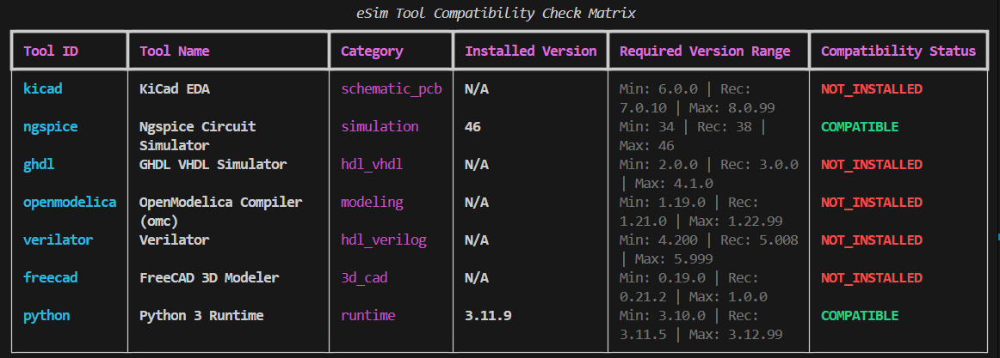 eSim Tool Compatibility Check Matrix
Tool ID | Tool Name | Category | Installed Version | Required Version Range | Compatibility Status
kicad | KiCad EDA | schematic_pcb | N/A | Min: 6.0.0 | Rec: | NOT_INSTALLED
7.0.10 | Max: 8.0.99
ngspice | Ngspice Circuit | simulation | 46 | Min: 34 | Rec: 38 | | COMPATIBLE
Simulator | Max: 46
ghdl | GHDL VHDL Simulator | hdl_vhdl | N/A | Min: 2.0.0 | Rec: 3.0.0 | NOT_INSTALLED
| Max: 4.1.0
openmodelica | OpenModelica Compiler | modeling | N/A | Min: 1.19.0 | Rec: | NOT_INSTALLED
(omc) | 1.21.0 | Max: 1.22.99
verilator | Verilator | hdl_verilog | N/A | Min: 4.200 | Rec: 5.008 | NOT_INSTALLED
| Max: 5.999
freecad | FreeCAD 3D Modeler | 3d_cad | N/A | Min: 0.19.0 | Rec: | NOT_INSTALLED
0.21.2 | Max: 1.0.0
python | Python 3 Runtime | runtime | 3.11.9 | Min: 3.10.0 | Rec: | COMPATIBLE
3.11.5 | Max: 3.12.99